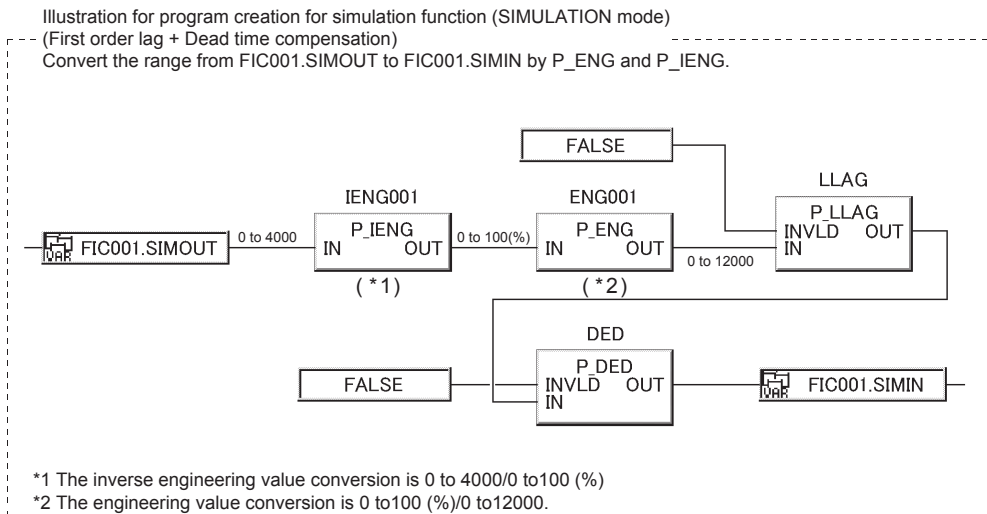 Illustration for program creation for simulation function (SIMULATION mode)
(First order lag + Dead time compensation)
Convert the range from FIC001.SIMOUT to FIC001.SIMIN by P_ENG and P_IENG.
FALSE
LLAG
IENG001
ENG001
P_LLAG
INVLD OUT
IN
VAR FIC001.SIMOUT
0 to 4000
P_IENG
IN OUT
0 to 100(%)
P_ENG
IN OUT
0 to 12000
( *1)
( *2)
DED
FALSE
P_DED
INVLD OUT
IN
VAR FIC001.SIMIN
*1 The inverse engineering value conversion is 0 to 4000/0 to100 (%)
*2 The engineering value conversion is 0 to100 (%)/0 to12000.